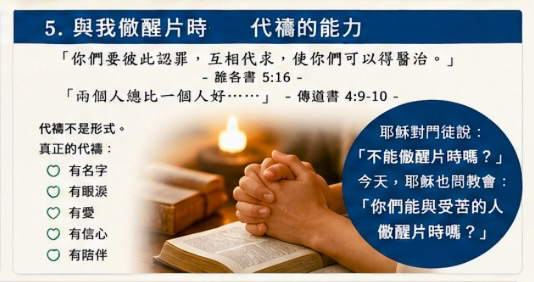 5. 與我儆醒片時 代禱的能力
「你們要彼此認罪，互相代求，使你們可以得醫治。」
- 雅各書 5:16 -
「兩個人總比一個人好……」 - 傳道書 4:9-10 -
代禱不是形式。
真正的代禱：
有名字
有眼淚
有愛
有信心
有陪伴
耶穌對門徒說：
「不能儆醒片時嗎？」
今天，耶穌也問教會：
「你們能與受苦的人
儆醒片時嗎？」